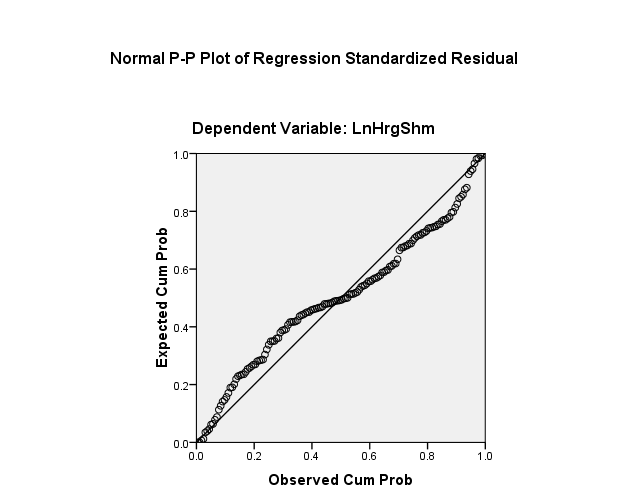 Normal P-P Plot of Regression Standardized Residual
Dependent Variable: LnHrgShm
1.0
0.8
0.6
0.4
0.2
0.0
Expected Cum Prob
0.0 0.2 0.4 0.6 0.8 1.0
Observed Cum Prob